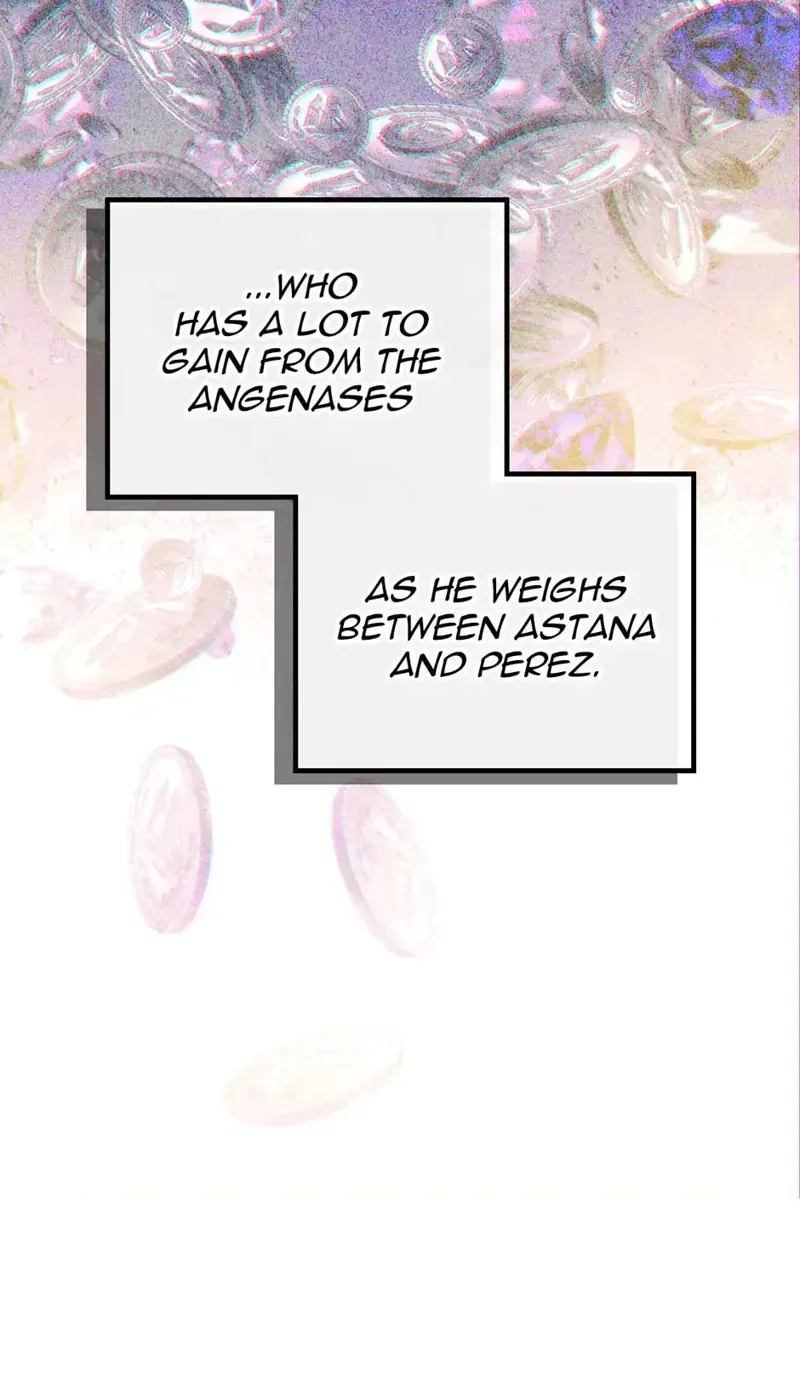 ...WHO
HAS A LOT TO
GAIN FROM THE
ANGENASES
AS HE WEIGHS
BETWEEN ASTANA
AND PEREZ.